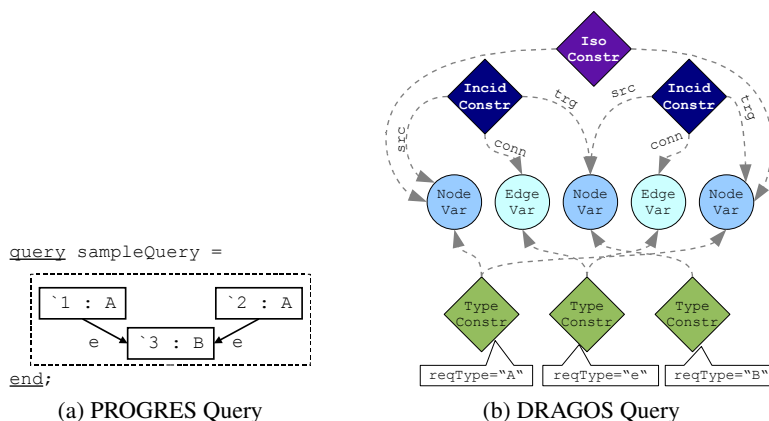 query sampleQuery =
`1 : A
`2 : A
e
`3 : B
e
end;
(a) PROGRES Query
Iso
Constr
Incid
Constr
Incid
Constr
src
trg
src
trg
conn
conn
Node
Var
Edge
Var
Node
Var
Edge
Var
Node
Var
Type
Constr
Type
Constr
Type
Constr
reqType="A"
reqType="e"
reqType="B"
(b) DRAGOS Query